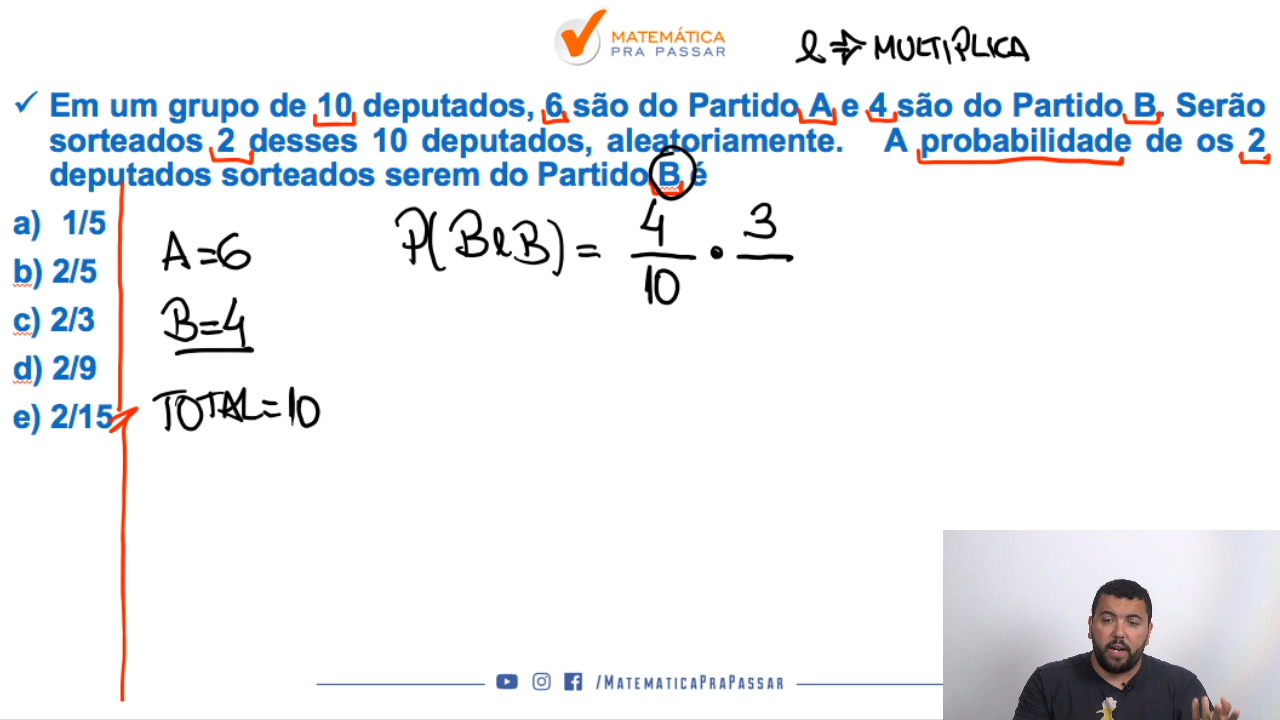 MATEMÁTICA
PRA PASSAR
e ⇒ MULTIPLICA
✓ Em um grupo de 10 deputados, 6 são do Partido A e 4 são do Partido B. Serão
sorteados 2 desses 10 deputados, aleatoriamente. A probabilidade de os 2
deputados sorteados serem do Partido B é
a) 1/5
b) 2/5
c) 2/3
d) 2/9
e) 2/15
A=6
B=4
TOTAL=10
P(B e B) = 4/10 · 3/
/MATEMATICAPRAPASSAR